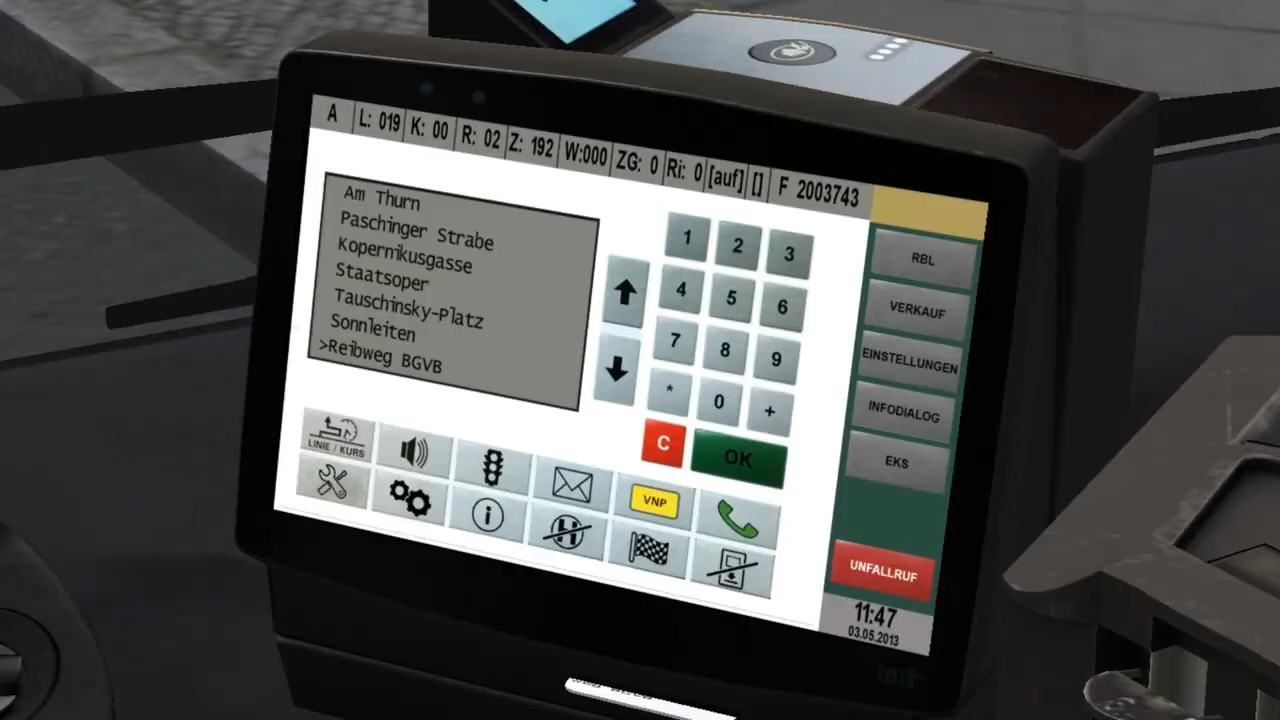 A L: 019 K: 00 R: 02 Z: 192 W:000 ZG: 0 Ri: 0 [auf] [] F 2003743
Am Thurn
Paschinger Strabe
Kopernikusgasse
Staatsoper
Tauschinsky-Platz
Sonnleiten
>Reibweg BGVB
1 2 3
4 5 6
7 8 9
* 0 +
C OK
LINIE / KURS
VNP
RBL
VERKAUF
EINSTELLUNGEN
INFODIALOG
EKS
UNFALLRUF
11:47
03.05.2013
init